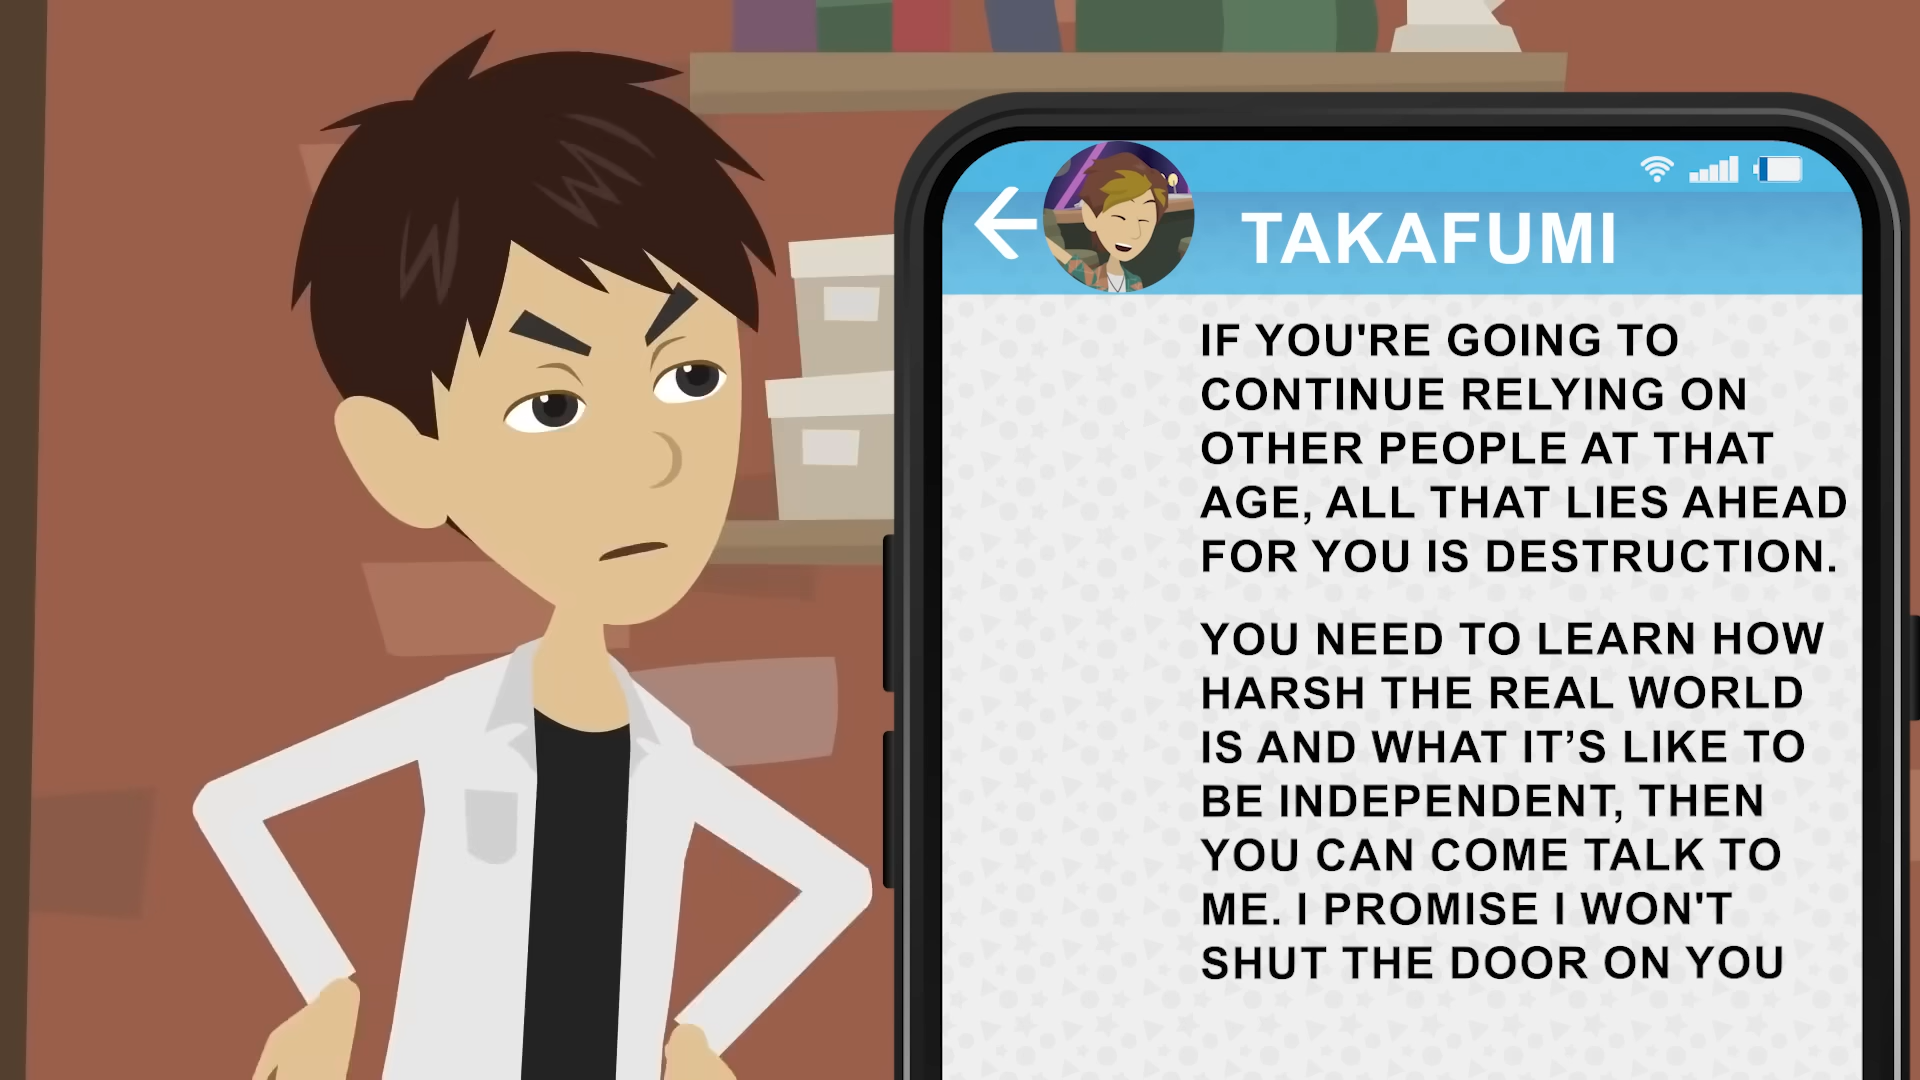 TAKAFUMI
IF YOU'RE GOING TO
CONTINUE RELYING ON
OTHER PEOPLE AT THAT
AGE, ALL THAT LIES AHEAD
FOR YOU IS DESTRUCTION.
YOU NEED TO LEARN HOW
HARSH THE REAL WORLD
IS AND WHAT IT’S LIKE TO
BE INDEPENDENT, THEN
YOU CAN COME TALK TO
ME. I PROMISE I WON'T
SHUT THE DOOR ON YOU